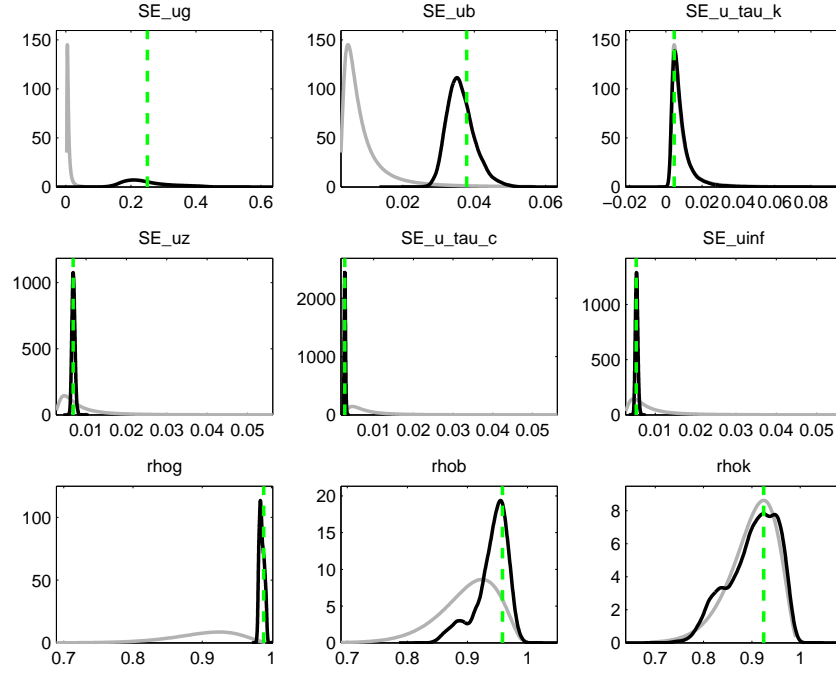 SE_ug SE_ub SE_u_tau_k
150 150 150
100 100 100
50 50 50
0 0 0
0 0.2 0.4 0.6 0.02 0.04 0.06 −0.02 0 0.02 0.04 0.06 0.08
SE_uz SE_u_tau_c SE_uinf
1000 2000 1000
500 1000 500
0 0 0
0.01 0.02 0.03 0.04 0.05 0.01 0.02 0.03 0.04 0.05 0.01 0.02 0.03 0.04 0.05
rhog rhob rhok
100 20 8
15 6
50 10 4
5 2
0 0 0
0.7 0.8 0.9 1 0.7 0.8 0.9 1 0.7 0.8 0.9 1